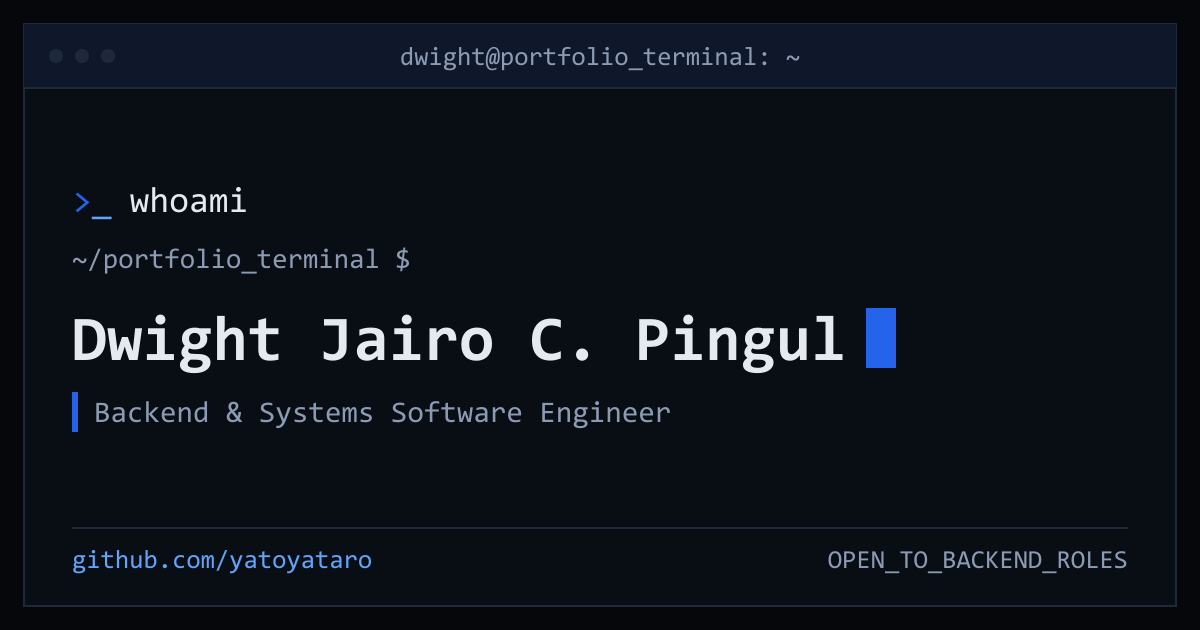 dwight@portfolio_terminal: ~
>_ whoami
~/portfolio_terminal $
Dwight Jairo C. Pingul
Backend & Systems Software Engineer
github.com/yatoyataro
OPEN_TO_BACKEND_ROLES